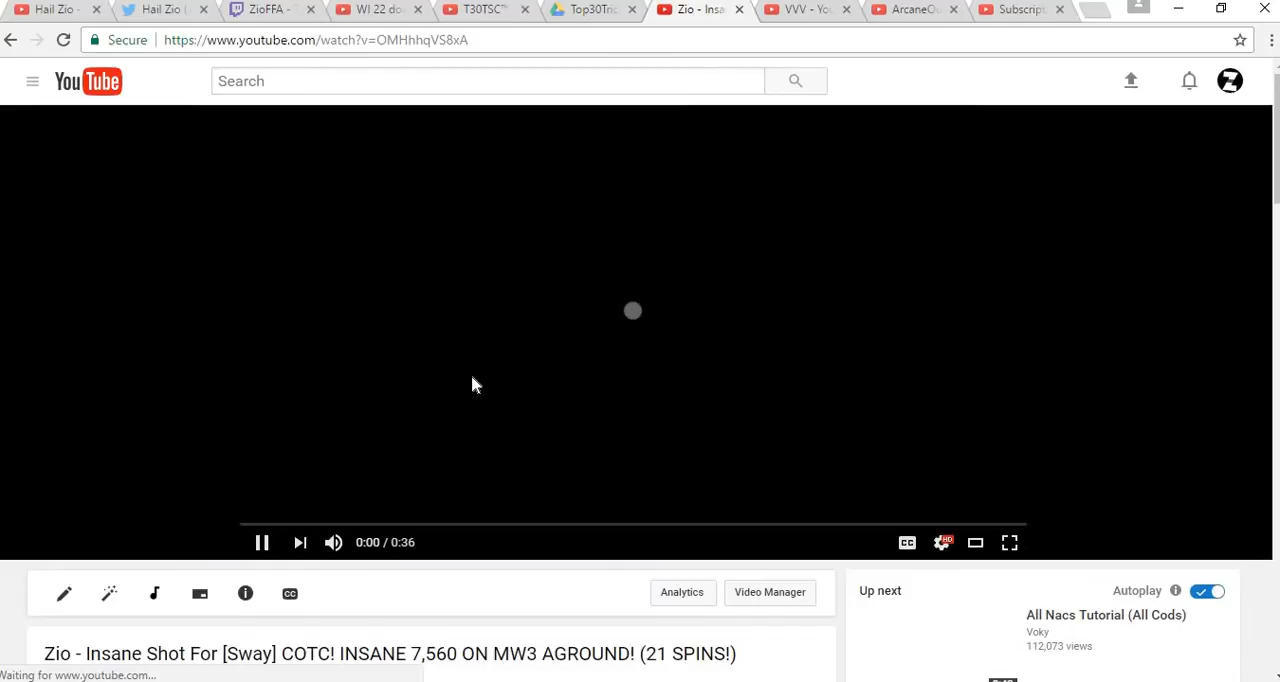 Hail Zio - Hail Zio ( ZioFFA - WI 22 do T30TSC™ Top30Tric Zio - Insa VVV - You ArcaneOu Subscript
Secure https://www.youtube.com/watch?v=OMHhhqVS8xA
YouTube Search
0:00 / 0:36 CC HD
CC Analytics Video Manager
Up next Autoplay
All Nacs Tutorial (All Cods)
Voky
112,073 views
Zio - Insane Shot For [Sway] COTC! INSANE 7,560 ON MW3 AGROUND! (21 SPINS!)
Waiting for www.youtube.com...